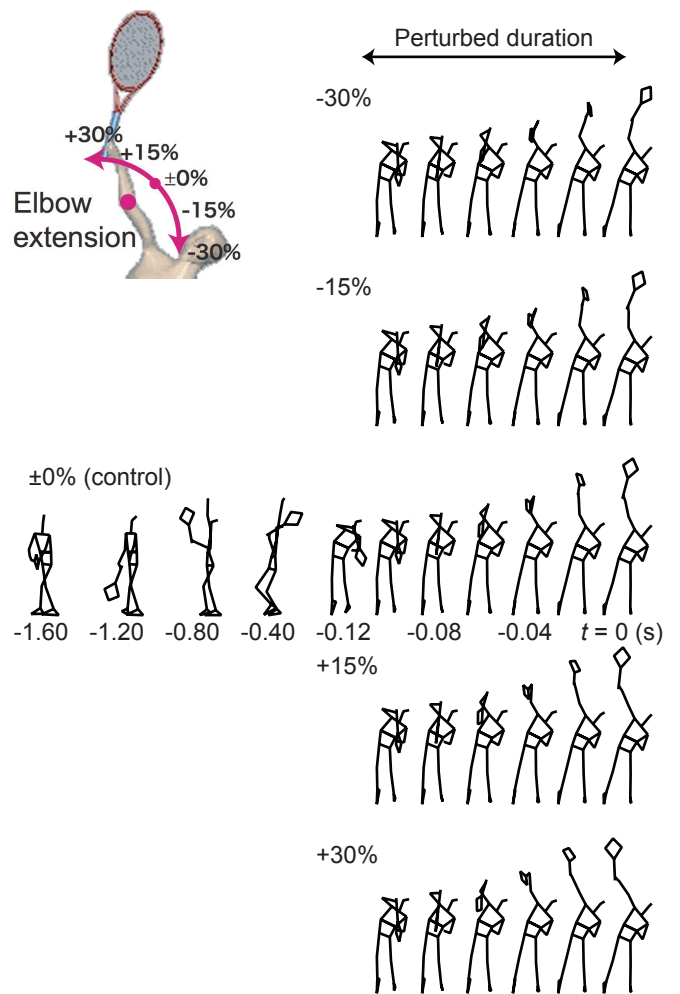 Perturbed duration
-30%
+30%
+15%
±0%
-15%
-30%
Elbow
extension
-15%
±0% (control)
-1.60 -1.20 -0.80 -0.40 -0.12 -0.08 -0.04 t = 0 (s)
+15%
+30%